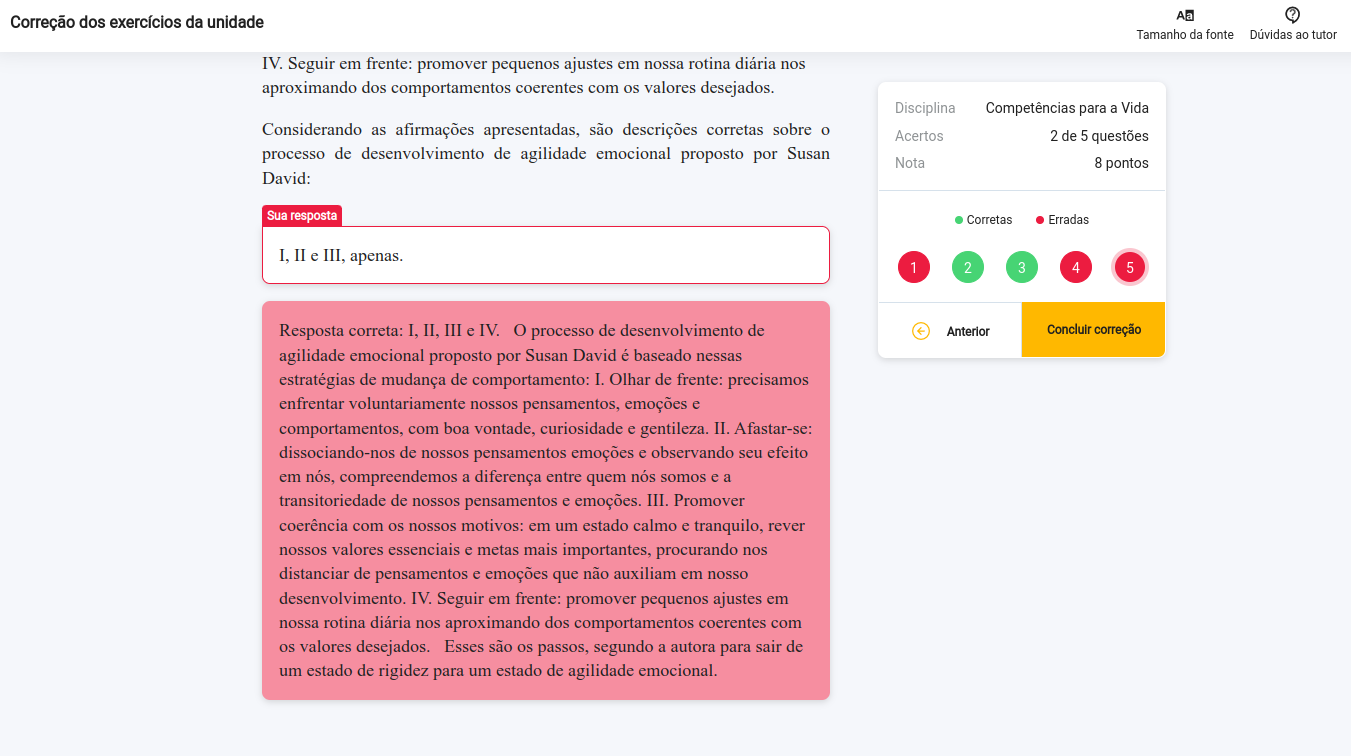 Correção dos exercícios da unidade
Tamanho da fonte
Dúvidas ao tutor
IV. Seguir em frente: promover pequenos ajustes em nossa rotina diária nos
aproximando dos comportamentos coerentes com os valores desejados.
Considerando as afirmações apresentadas, são descrições corretas sobre o
processo de desenvolvimento de agilidade emocional proposto por Susan
David:
Sua resposta
I, II e III, apenas.
Resposta correta: I, II, III e IV. O processo de desenvolvimento de
agilidade emocional proposto por Susan David é baseado nessas
estratégias de mudança de comportamento: I. Olhar de frente: precisamos
enfrentar voluntariamente nossos pensamentos, emoções e
comportamentos, com boa vontade, curiosidade e gentileza. II. Afastar-se:
dissociando-nos de nossos pensamentos emoções e observando seu efeito
em nós, compreendemos a diferença entre quem nós somos e a
transitoriedade de nossos pensamentos e emoções. III. Promover
coerência com os nossos motivos: em um estado calmo e tranquilo, rever
nossos valores essenciais e metas mais importantes, procurando nos
distanciar de pensamentos e emoções que não auxiliam em nosso
desenvolvimento. IV. Seguir em frente: promover pequenos ajustes em
nossa rotina diária nos aproximando dos comportamentos coerentes com
os valores desejados. Esses são os passos, segundo a autora para sair de
um estado de rigidez para um estado de agilidade emocional.
Disciplina Competências para a Vida
Acertos 2 de 5 questões
Nota 8 pontos
Corretas Erradas
1 2 3 4 5
Anterior Concluir correção